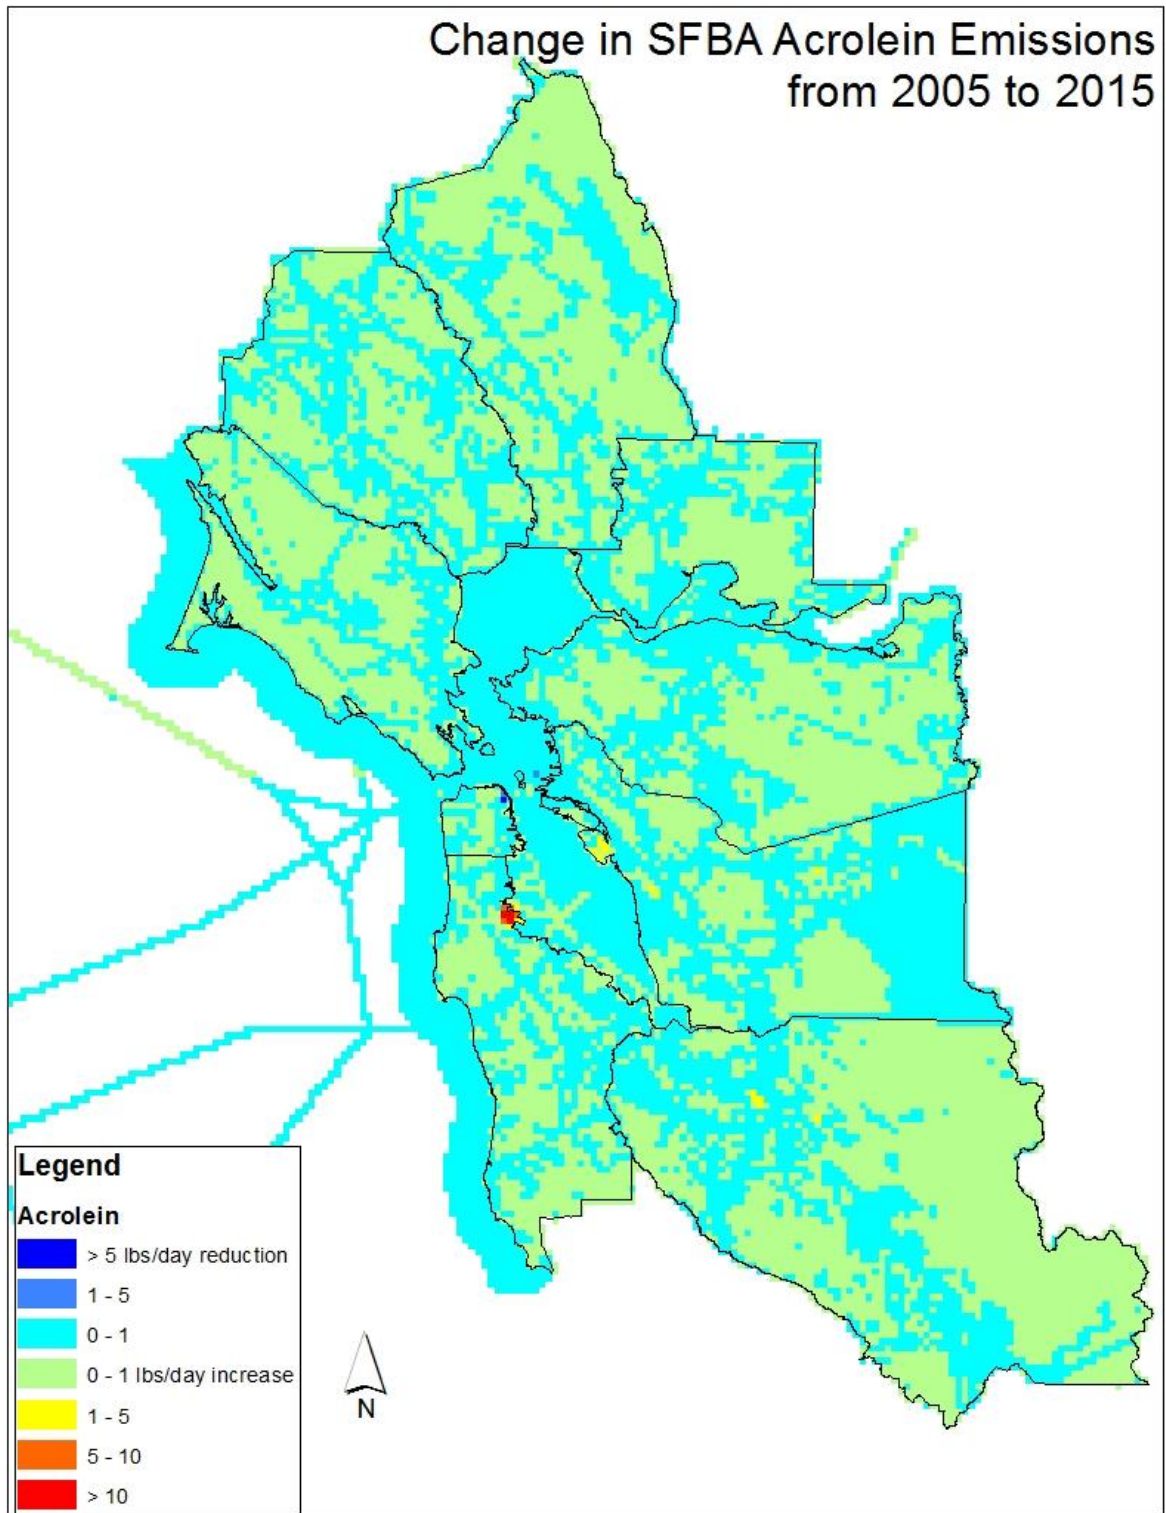 Change in SFBA Acrolein Emissions
from 2005 to 2015
Legend
Acrolein
> 5 lbs/day reduction
1 - 5
0 - 1
0 - 1 lbs/day increase
1 - 5
5 - 10
> 10
N